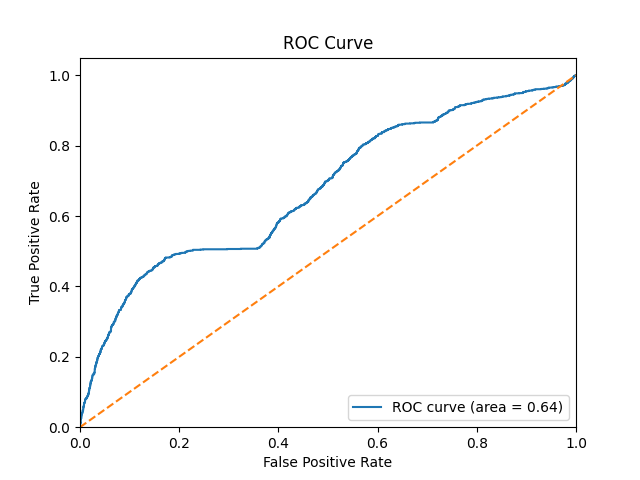 ROC Curve
1.0
0.8
0.6
0.4
0.2
0.0
True Positive Rate
0.0 0.2 0.4 0.6 0.8 1.0
False Positive Rate
ROC curve (area = 0.64)